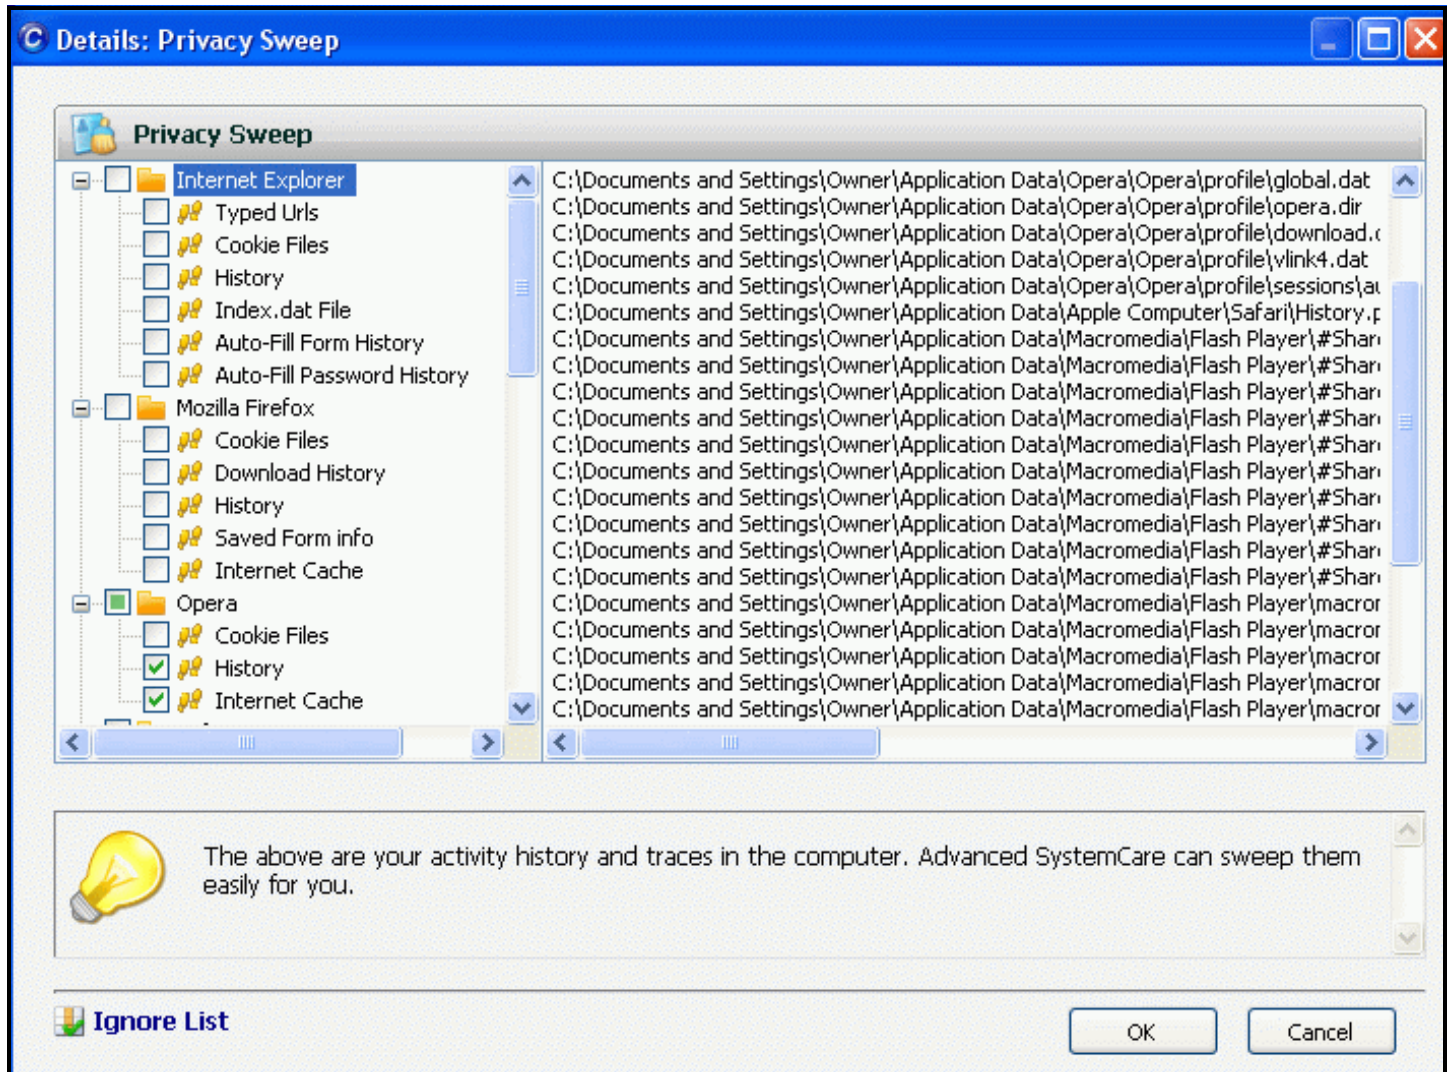 Details: Privacy Sweep
Privacy Sweep
Internet Explorer
Typed Urls
Cookie Files
History
Index.dat File
Auto-Fill Form History
Auto-Fill Password History
Mozilla Firefox
Cookie Files
Download History
History
Saved Form info
Internet Cache
Opera
Cookie Files
History
Internet Cache
C:\Documents and Settings\Owner\Application Data\Opera\Opera\profile\global.dat
C:\Documents and Settings\Owner\Application Data\Opera\Opera\profile\opera.dir
C:\Documents and Settings\Owner\Application Data\Opera\Opera\profile\download.
C:\Documents and Settings\Owner\Application Data\Opera\Opera\profile\vlink4.dat
C:\Documents and Settings\Owner\Application Data\Opera\Opera\profile\sessions\au
C:\Documents and Settings\Owner\Application Data\Apple Computer\Safari\History.p
C:\Documents and Settings\Owner\Application Data\Macromedia\Flash Player\#Shar
C:\Documents and Settings\Owner\Application Data\Macromedia\Flash Player\#Shar
C:\Documents and Settings\Owner\Application Data\Macromedia\Flash Player\#Shar
C:\Documents and Settings\Owner\Application Data\Macromedia\Flash Player\#Shar
C:\Documents and Settings\Owner\Application Data\Macromedia\Flash Player\#Shar
C:\Documents and Settings\Owner\Application Data\Macromedia\Flash Player\#Shar
C:\Documents and Settings\Owner\Application Data\Macromedia\Flash Player\#Shar
C:\Documents and Settings\Owner\Application Data\Macromedia\Flash Player\#Shar
C:\Documents and Settings\Owner\Application Data\Macromedia\Flash Player\#Shar
C:\Documents and Settings\Owner\Application Data\Macromedia\Flash Player\#Shar
C:\Documents and Settings\Owner\Application Data\Macromedia\Flash Player\macror
C:\Documents and Settings\Owner\Application Data\Macromedia\Flash Player\macror
C:\Documents and Settings\Owner\Application Data\Macromedia\Flash Player\macror
C:\Documents and Settings\Owner\Application Data\Macromedia\Flash Player\macror
C:\Documents and Settings\Owner\Application Data\Macromedia\Flash Player\macror
The above are your activity history and traces in the computer. Advanced SystemCare can sweep them
easily for you.
Ignore List
OK
Cancel